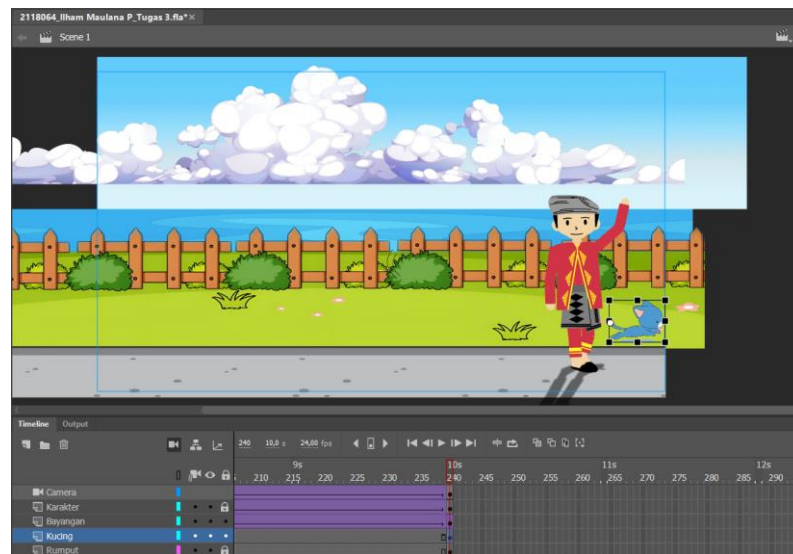 2118064_Ilham Maulana P_Tugas 3.fla*
Scene 1
Timeline Output
240 10,0 s 24,00 fps
9s 10s 11s 12s
210 215 220 225 230 235 240 245 250 255 260 265 270 275 280 285 290
Camera
Karakter
Bayangan
Kucing
Rumput